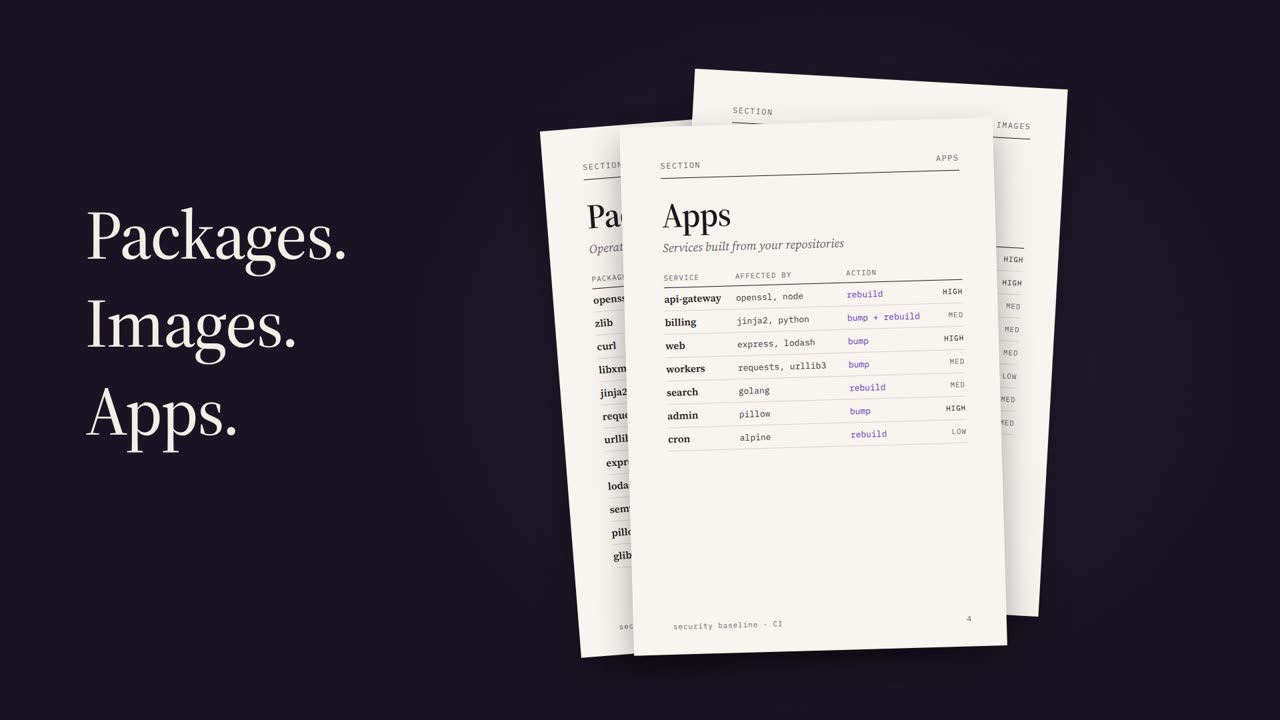 Packages.
Images.
Apps.
SECTION
IMAGES
HIGH
HIGH
MED
MED
MED
LOW
MED
MED
SECTION
PACKAGE
zlib
curl
SECTION APPS
Apps
Services built from your repositories
SERVICE AFFECTED BY ACTION
api-gateway openssl, node rebuild HIGH
billing jinja2, python bump + rebuild MED
web express, lodash bump HIGH
workers requests, urllib3 bump MED
search golang rebuild MED
admin pillow bump HIGH
cron alpine rebuild LOW
security baseline · CI 4